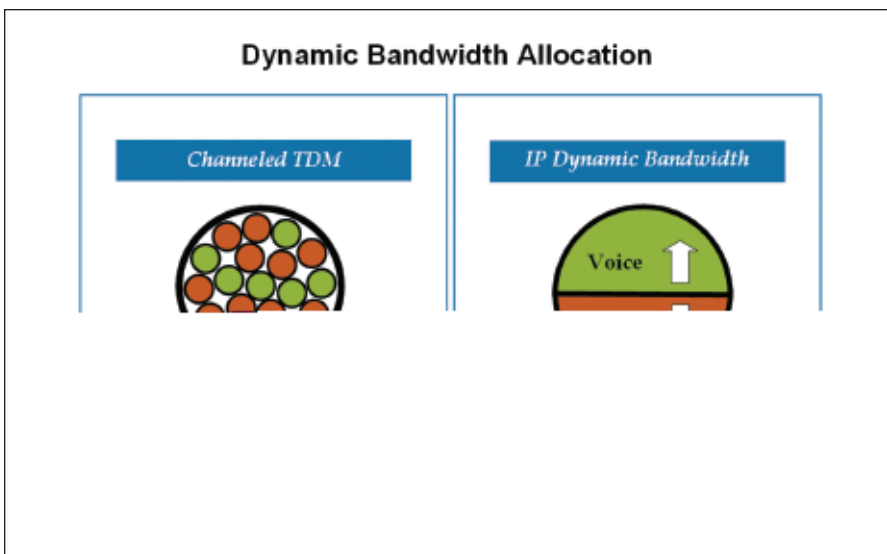 Dynamic Bandwidth Allocation
Channeled TDM
IP Dynamic Bandwidth
Voice